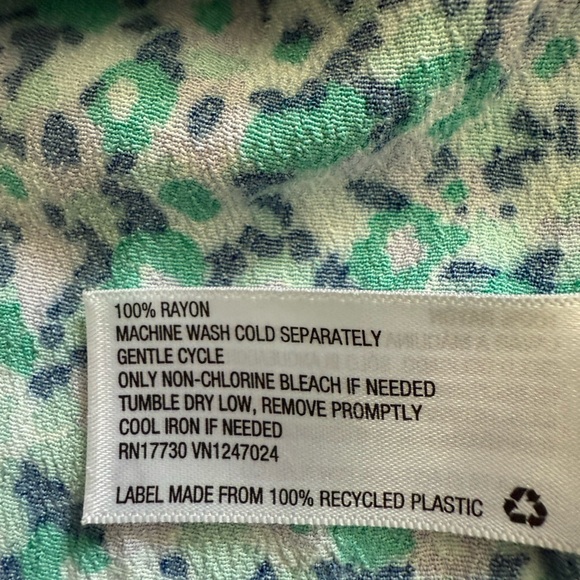 100% RAYON
MACHINE WASH COLD SEPARATELY
GENTLE CYCLE
ONLY NON-CHLORINE BLEACH IF NEEDED
TUMBLE DRY LOW, REMOVE PROMPTLY
COOL IRON IF NEEDED
RN17730 VN1247024
LABEL MADE FROM 100% RECYCLED PLASTIC